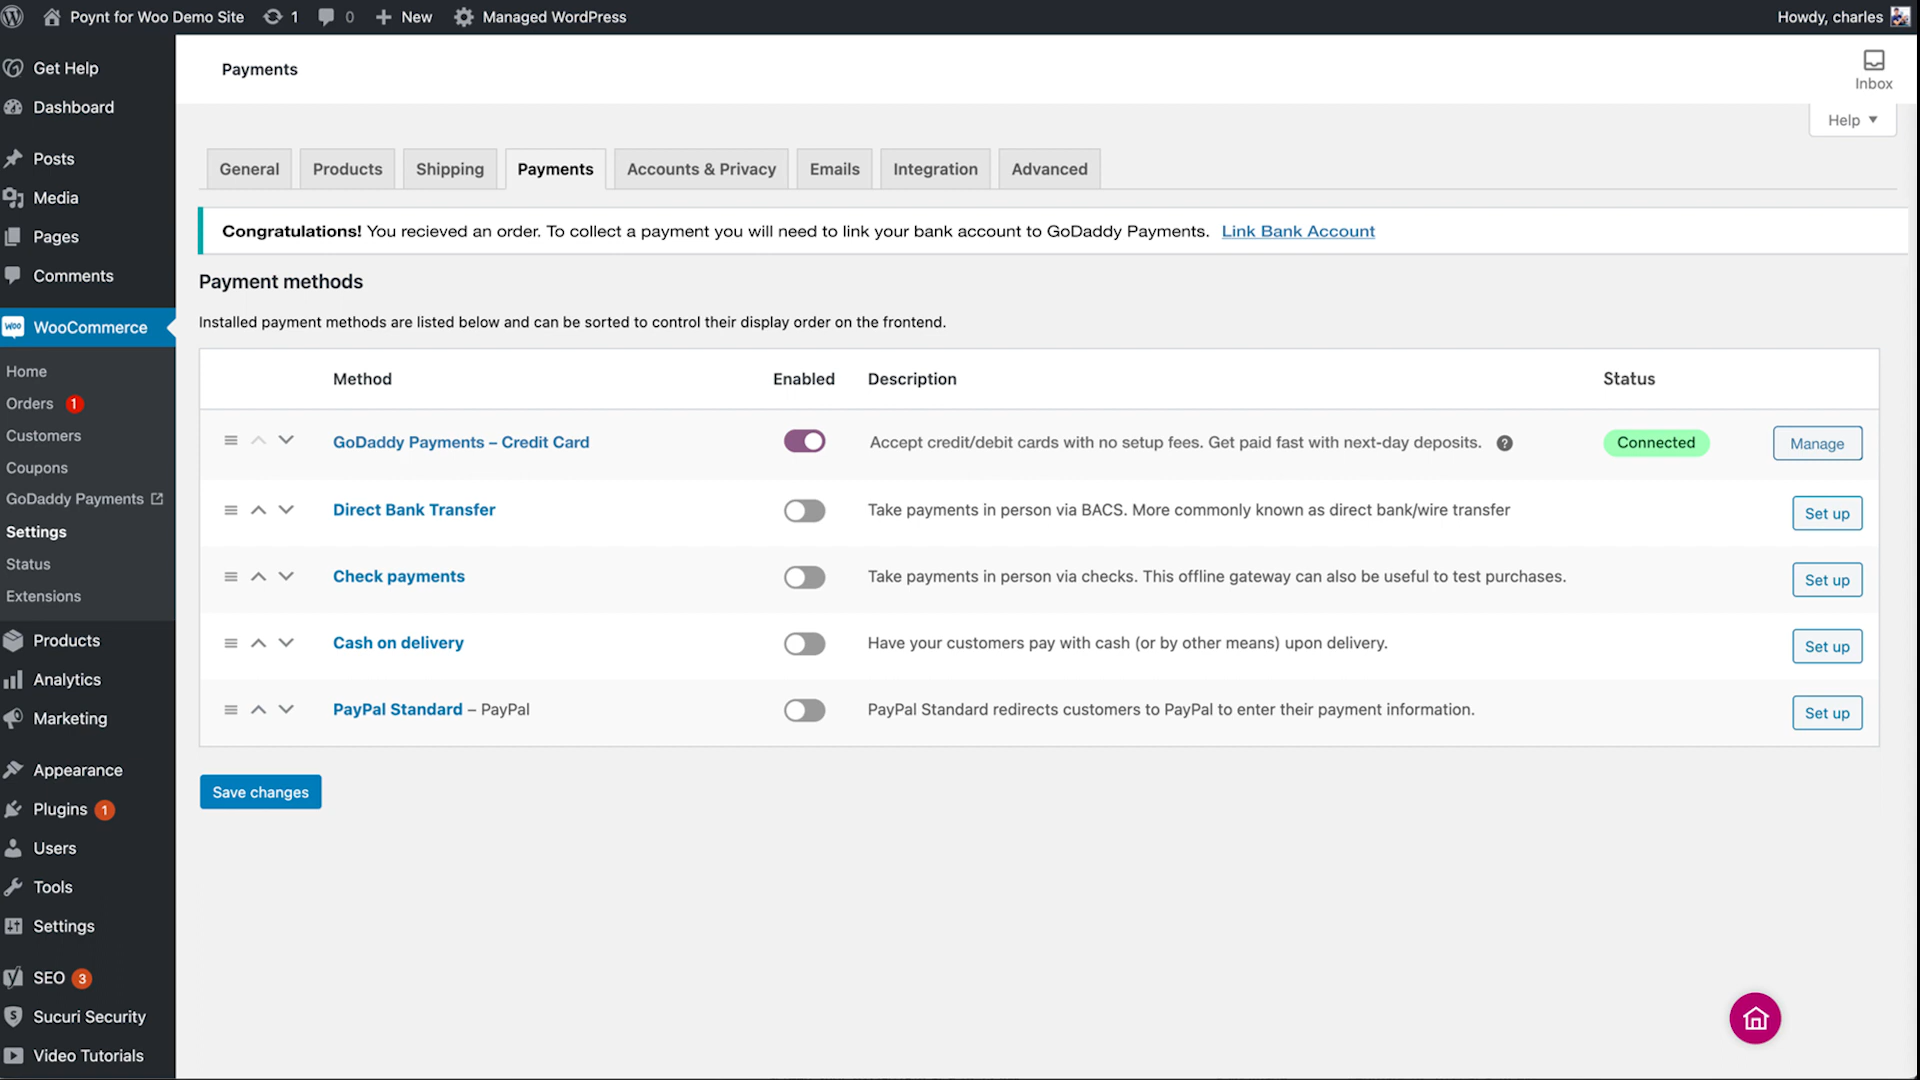 Poynt for Woo Demo Site 1 0 New Managed WordPress Howdy, charles
Get Help
Dashboard
Posts
Media
Pages
Comments
Woo WooCommerce
Home
Orders 1
Customers
Coupons
GoDaddy Payments
Settings
Status
Extensions
Products
Analytics
Marketing
Appearance
Plugins 1
Users
Tools
Settings
SEO 3
Sucuri Security
Video Tutorials
Payments
Inbox
Help
General Products Shipping Payments Accounts & Privacy Emails Integration Advanced
Congratulations! You recieved an order. To collect a payment you will need to link your bank account to GoDaddy Payments. Link Bank Account
Payment methods
Installed payment methods are listed below and can be sorted to control their display order on the frontend.
Method Enabled Description Status
GoDaddy Payments – Credit Card Accept credit/debit cards with no setup fees. Get paid fast with next-day deposits. ? Connected Manage
Direct Bank Transfer Take payments in person via BACS. More commonly known as direct bank/wire transfer Set up
Check payments Take payments in person via checks. This offline gateway can also be useful to test purchases. Set up
Cash on delivery Have your customers pay with cash (or by other means) upon delivery. Set up
PayPal Standard – PayPal PayPal Standard redirects customers to PayPal to enter their payment information. Set up
Save changes